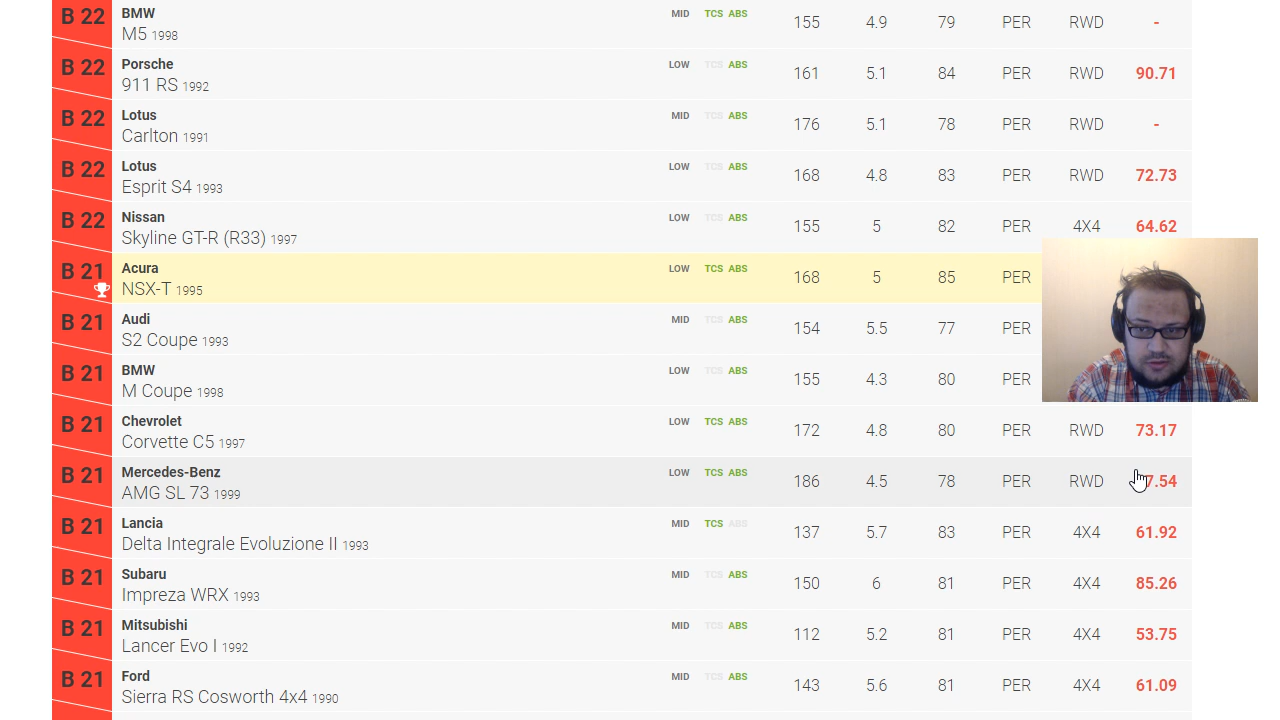 B 22 BMW MID TCS ABS 155 4.9 79 PER RWD -
M5 1998
B 22 Porsche LOW TCS ABS 161 5.1 84 PER RWD 90.71
911 RS 1992
B 22 Lotus MID TCS ABS 176 5.1 78 PER RWD -
Carlton 1991
B 22 Lotus LOW TCS ABS 168 4.8 83 PER RWD 72.73
Esprit S4 1993
B 22 Nissan LOW TCS ABS 155 5 82 PER 4X4 64.62
Skyline GT-R (R33) 1997
B 21 Acura LOW TCS ABS 168 5 85 PER
NSX-T 1995
B 21 Audi MID TCS ABS 154 5.5 77 PER
S2 Coupe 1993
B 21 BMW LOW TCS ABS 155 4.3 80 PER
M Coupe 1998
B 21 Chevrolet LOW TCS ABS 172 4.8 80 PER RWD 73.17
Corvette C5 1997
B 21 Mercedes-Benz LOW TCS ABS 186 4.5 78 PER RWD 7.54
AMG SL 73 1999
B 21 Lancia MID TCS ABS 137 5.7 83 PER 4X4 61.92
Delta Integrale Evoluzione II 1993
B 21 Subaru MID TCS ABS 150 6 81 PER 4X4 85.26
Impreza WRX 1993
B 21 Mitsubishi MID TCS ABS 112 5.2 81 PER 4X4 53.75
Lancer Evo I 1992
B 21 Ford MID TCS ABS 143 5.6 81 PER 4X4 61.09
Sierra RS Cosworth 4x4 1990